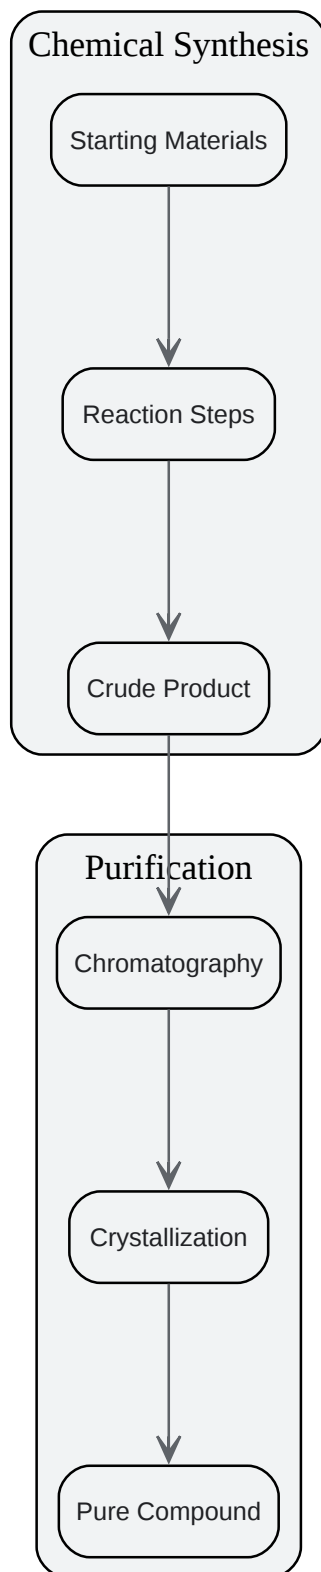 Chemical Synthesis
Starting Materials
Reaction Steps
Crude Product
Purification
Chromatography
Crystallization
Pure Compound